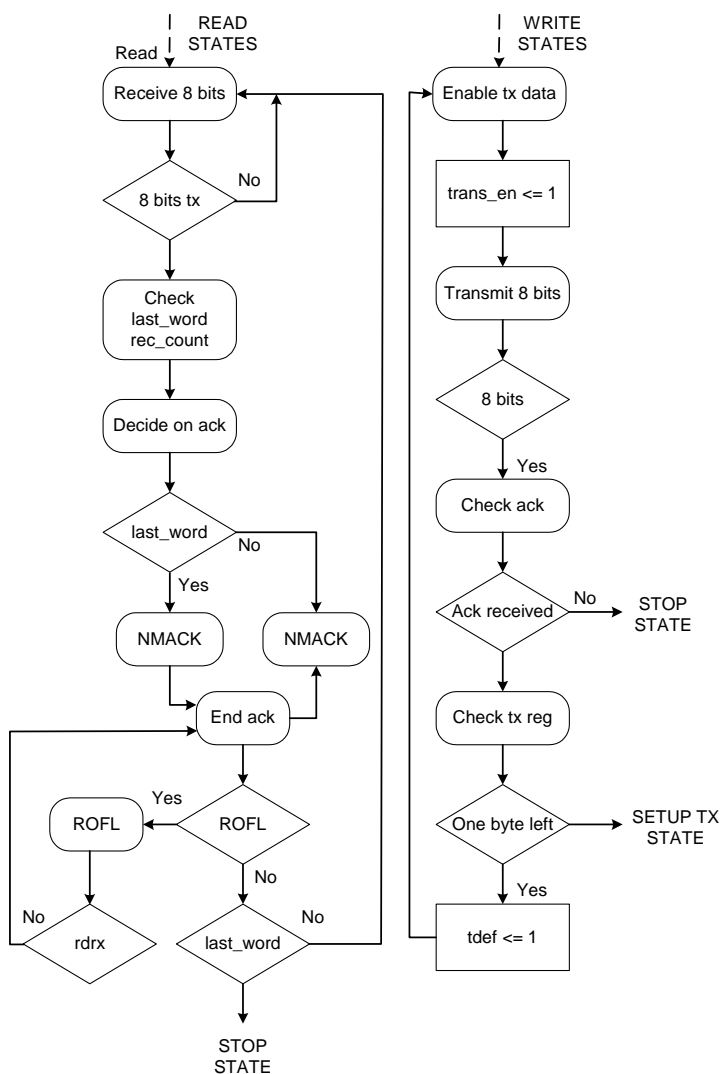 READ
STATES
Read
Receive 8 bits
No
8 bits tx
Check
last_word
rec_count
Decide on ack
last_word
No
Yes
NMACK
NMACK
End ack
Yes
ROFL
ROFL
No
No
No
rdrx
last_word
STOP
STATE
WRITE
STATES
Enable tx data
trans_en <= 1
Transmit 8 bits
8 bits
Yes
Check ack
Ack received
No
STOP
STATE
Check tx reg
One byte left
SETUP TX
STATE
Yes
tdef <= 1